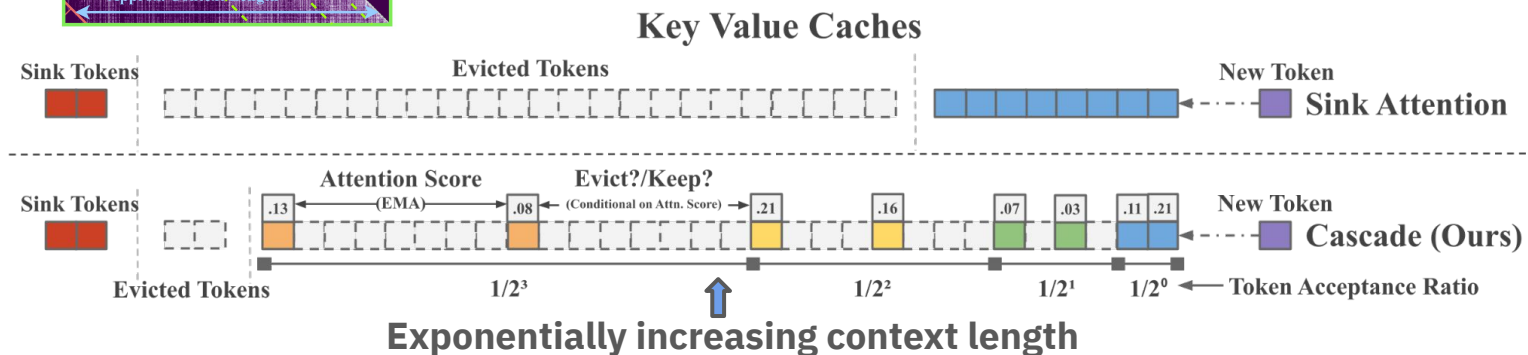 Key Value Caches
Sink Tokens
Evicted Tokens
New Token
Sink Attention
Attention Score
(EMA)
Evict?/Keep?
(Conditional on Attn. Score)
Sink Tokens
.13
.08
.21
.16
.07
.03
.11
.21
New Token
Cascade (Ours)
Evicted Tokens
1/2³
1/2²
1/2¹
1/2⁰
Token Acceptance Ratio
Exponentially increasing context length